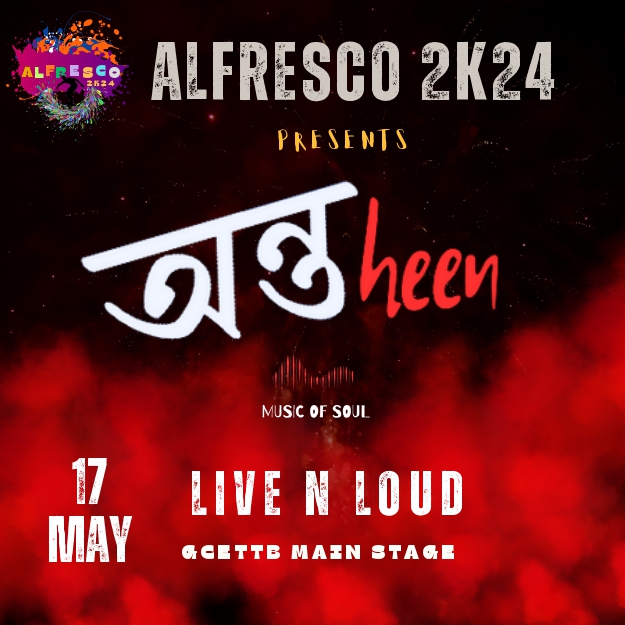 ALFRESCO
2K24
ALFRESCO 2K24
PRESENTS
অন্তheen
MUSIC OF SOUL
17
MAY
LIVE N LOUD
GCETTB MAIN STAGE